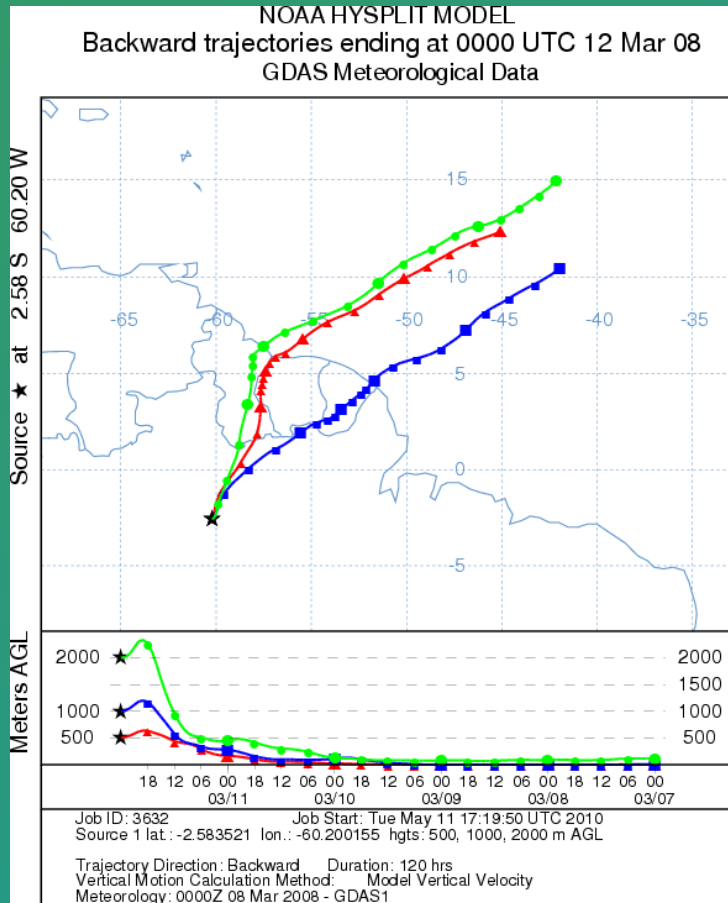 NOAA HYSPLIT MODEL
Backward trajectories ending at 0000 UTC 12 Mar 08
GDAS Meteorological Data
Source ★ at 2.58 S 60.20 W
15
10
-65 -60 -55 -50 -45 -40 -35
5
0
-5
Meters AGL
2000 2000
1500
1000 1000
500 500
18 12 06 00 18 12 06 00 18 12 06 00 18 12 06 00 18 12 06 00
03/11 03/10 03/09 03/08 03/07
Job ID: 3632 Job Start: Tue May 11 17:19:50 UTC 2010
Source 1 lat.: -2.583521 lon.: -60.200155 hgts: 500, 1000, 2000 m AGL
Trajectory Direction: Backward Duration: 120 hrs
Vertical Motion Calculation Method: Model Vertical Velocity
Meteorology: 0000Z 08 Mar 2008 - GDAS1